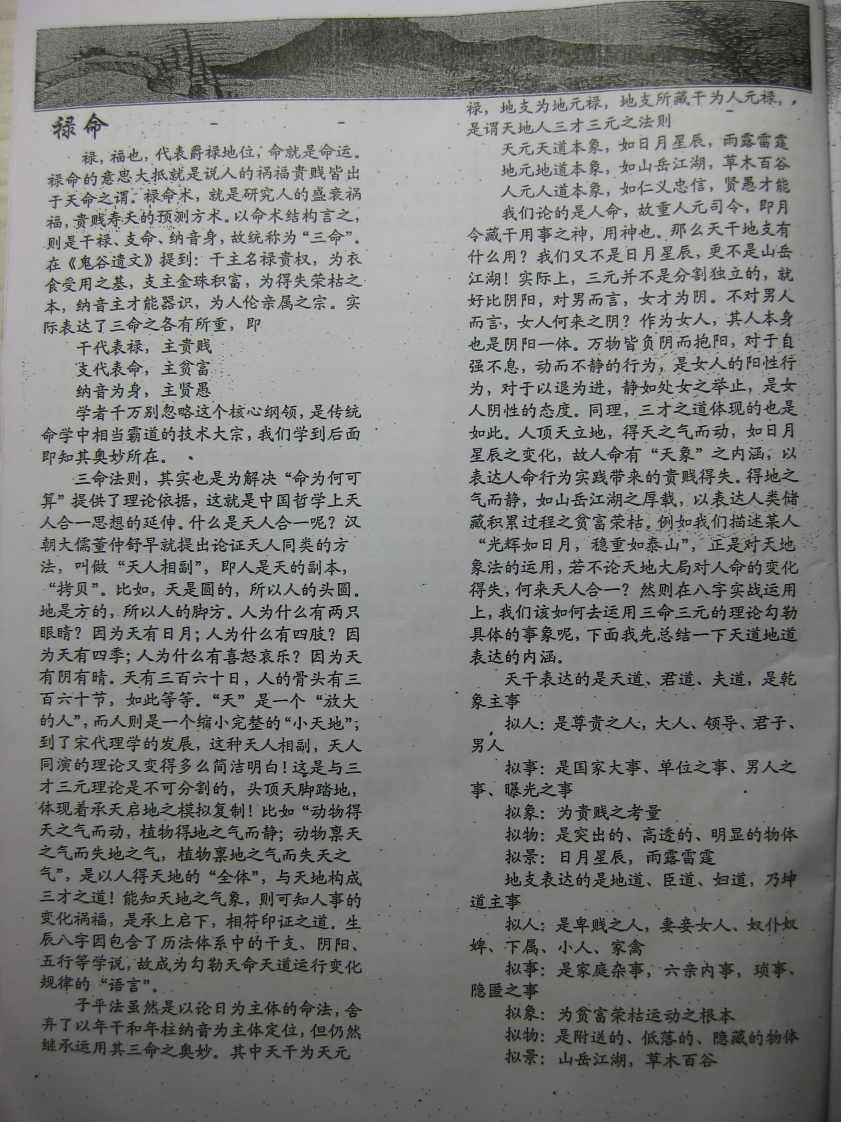 禄命
禄，福也，代表爵禄地位，命就是命运。
禄命的意思大抵就是说人的祸福贵贱皆出
于天命之谓。禄命术，就是研究人的盛衰祸
福，贵贱寿夭的预测方术。以命术结构言之，
则是干禄、支命、纳音身，故统称为“三命”。
在《鬼谷遗文》提到：干主名禄贵权，为衣
食受用之基，支主金珠积富，为得失荣枯之
本，纳音主才能器识，为人伦亲属之宗。实
际表达了三命之各有所重，即
干代表禄，主贵贱
支代表命，主贫富
纳音为身，主贤愚
学者千万别忽略这个核心纲领，是传统
命学中相当霸道的技术大宗，我们学到后面
即知其奥妙所在。
三命法则，其实也是为解决“命为何可
算”提供了理论依据，这就是中国哲学上天
人合一思想的延伸。什么是天人合一呢？汉
朝大儒董仲舒早就提出论证天人同类的方
法，叫做“天人相副”，即人是天的副本，
“拷贝”。比如，天是圆的，所以人的头圆。
地是方的，所以人的脚方。人为什么有两只
眼睛？因为天有日月；人为什么有四肢？因
为天有四季；人为什么有喜怒哀乐？因为天
有阴有晴。天有三百六十日，人的骨头有三
百六十节，如此等等。“天”是一个“放大
的人”，而人则是一个缩小完整的“小天地”；
到了宋代理学的发展，这种天人相副，天人
同演的理论又变得多么简洁明白！这是与三
才三元理论是不可分割的，头顶天脚踏地，
体现着承天启地之模拟复制！比如“动物得
天之气而动，植物得地之气而静；动物禀天
之气而失地之气，植物禀地之气而失天之
气”，是以人得天地的“全体”，与天地构成
三才之道！能知天地之气象，则可知人事的
变化祸福，是承上启下，相符印证之道。生
辰八字因包含了历法体系中的干支、阴阳、
五行等学说，故成为勾勒天命天道运行变化
规律的“语言”。
子平法虽然是以论日为主体的命法，舍
弃了以年干和年柱纳音为主体定位，但仍然
继承运用其三命之奥妙。其中天干为天元
禄，地支为地元禄，地支所藏干为人元禄，
是谓天地人三才三元之法则
天元天道本象，如日月星辰，雨露雷霆
地元地道本象，如山岳江湖，草木百谷
人元人道本象，如仁义忠信，贤愚才能
我们论的是人命，故重人元司令，即月
令藏干用事之神，用神也。那么天干地支有
什么用？我们又不是日月星辰，更不是山岳
江湖！实际上，三元并不是分割独立的，就
好比阴阳，对男而言，女才为阴。不对男人
而言，女人何来之阴？作为女人，其人本身
也是阴阳一体。万物皆负阴而抱阳，对于自
强不息，动而不静的行为，是女人的阳性行
为，对于以退为进，静如处女之举止，是女
人阴性的态度。同理，三才之道体现的也是
如此。人顶天立地，得天之气而动，如日月
星辰之变化，故人命有“天象”之内涵，以
表达人命行为实践带来的贵贱得失。得地之
气而静，如山岳江湖之厚载，以表达人类储
藏积累过程之贫富荣枯。例如我们描述某人
“光辉如日月，稳重如泰山”，正是对天地
象法的运用，若不论天地大局对人命的变化
得失，何来天人合一？然则在八字实战运用
上，我们该如何去运用三命三元的理论勾勒
具体的事象呢，下面我先总结一下天道地道
表达的内涵。
天干表达的是天道、君道、夫道，是乾
象主事
拟人：是尊贵之人，大人、领导、君子、
男人
拟事：是国家大事、单位之事、男人之
事、曝光之事
拟象：为贵贱之考量
拟物：是突出的、高透的、明显的物体
拟景：日月星辰，雨露雷霆
地支表达的是地道、臣道、妇道，乃坤
道主事
拟人：是卑贱之人，妻妾女人、奴仆奴
婢、下属、小人、家禽
拟事：是家庭杂事，六亲内事，琐事、
隐匿之事
拟象：为贫富荣枯运动之根本
拟物：是附送的、低落的、隐藏的物体
拟景：山岳江湖，草木百谷